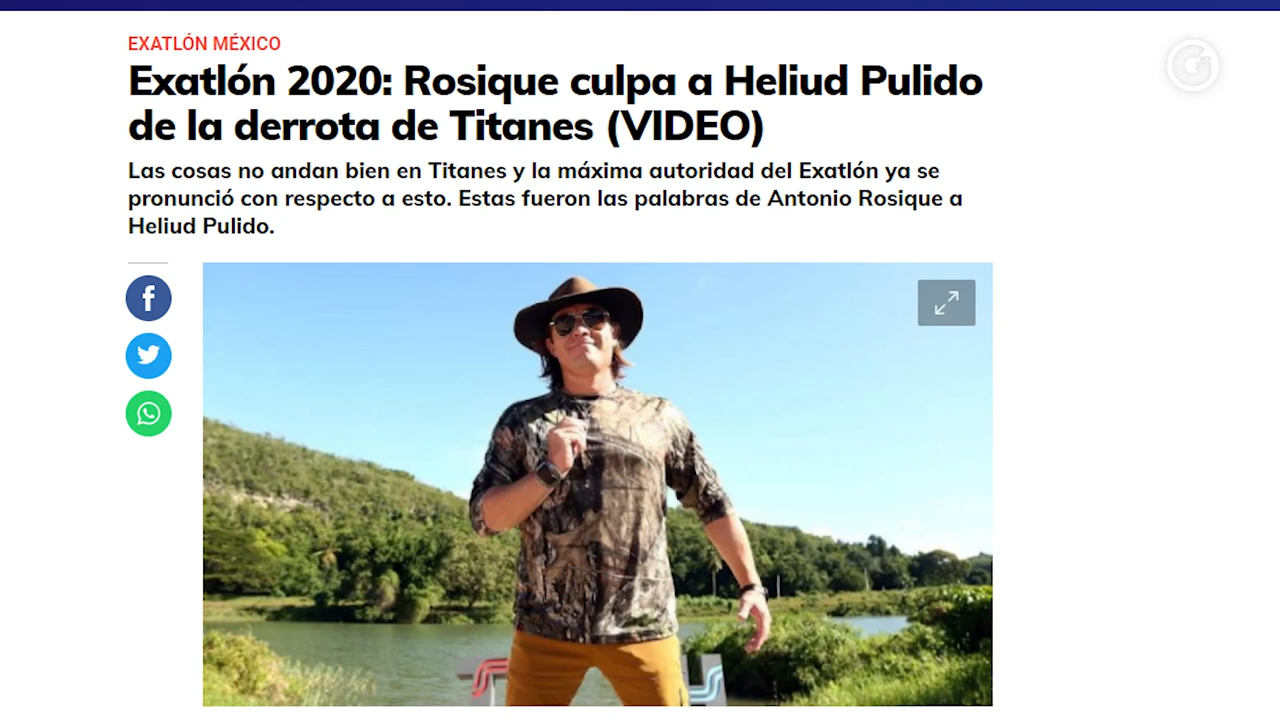 EXATLÓN MÉXICO
Exatlón 2020: Rosique culpa a Heliud Pulido
de la derrota de Titanes (VIDEO)
Las cosas no andan bien en Titanes y la máxima autoridad del Exatlón ya se
pronunció con respecto a esto. Estas fueron las palabras de Antonio Rosique a
Heliud Pulido.